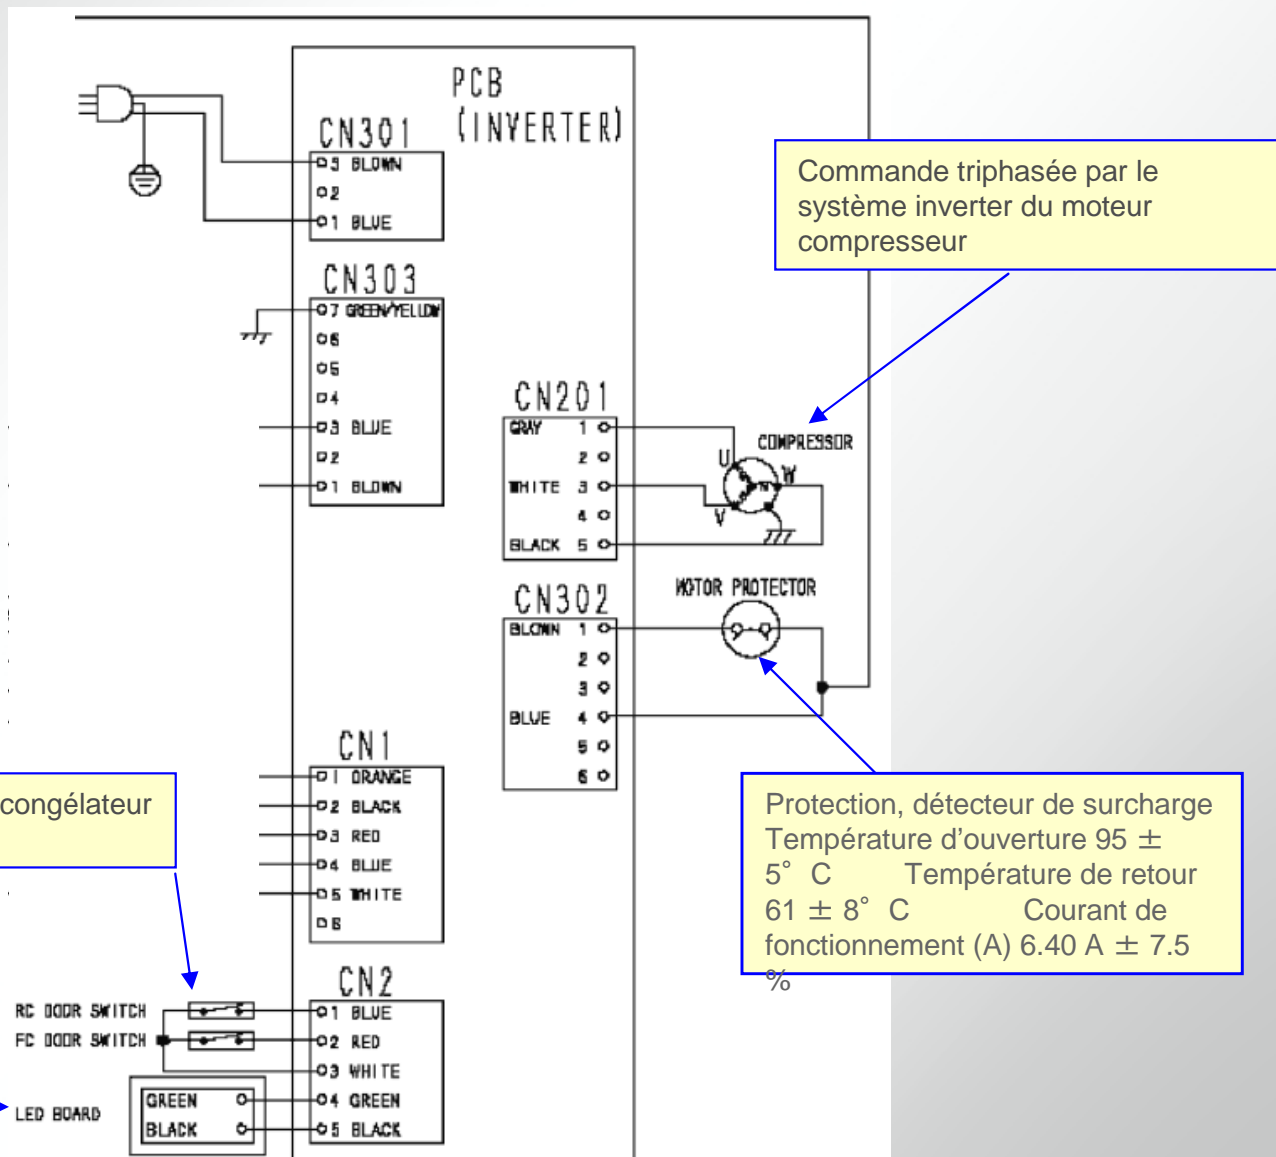 PCB
(INVERTER)
CN301
3 BLOWN
2
1 BLUE
Commande triphasée par le
système inverter du moteur
compresseur
CN303
7 GREEN/YELLOW
6
5
4
3 BLUE
2
1 BLOWN
CN201
GRAY 1
2
WHITE 3
4
BLACK 5
COMPRESSOR
U
W
V
CN302
BLOWN 1
2
3
BLUE 4
5
6
MOTOR PROTECTOR
CN1
1 ORANGE
2 BLACK
3 RED
4 BLUE
5 WHITE
6
congélateur
Protection, détecteur de surcharge
Température d'ouverture 95 ±
5° C Température de retour
61 ± 8° C Courant de
fonctionnement (A) 6.40 A ± 7.5
%
CN2
RC DOOR SWITCH
1 BLUE
FC DOOR SWITCH
2 RED
3 WHITE
LED BOARD
GREEN
4 GREEN
BLACK
5 BLACK